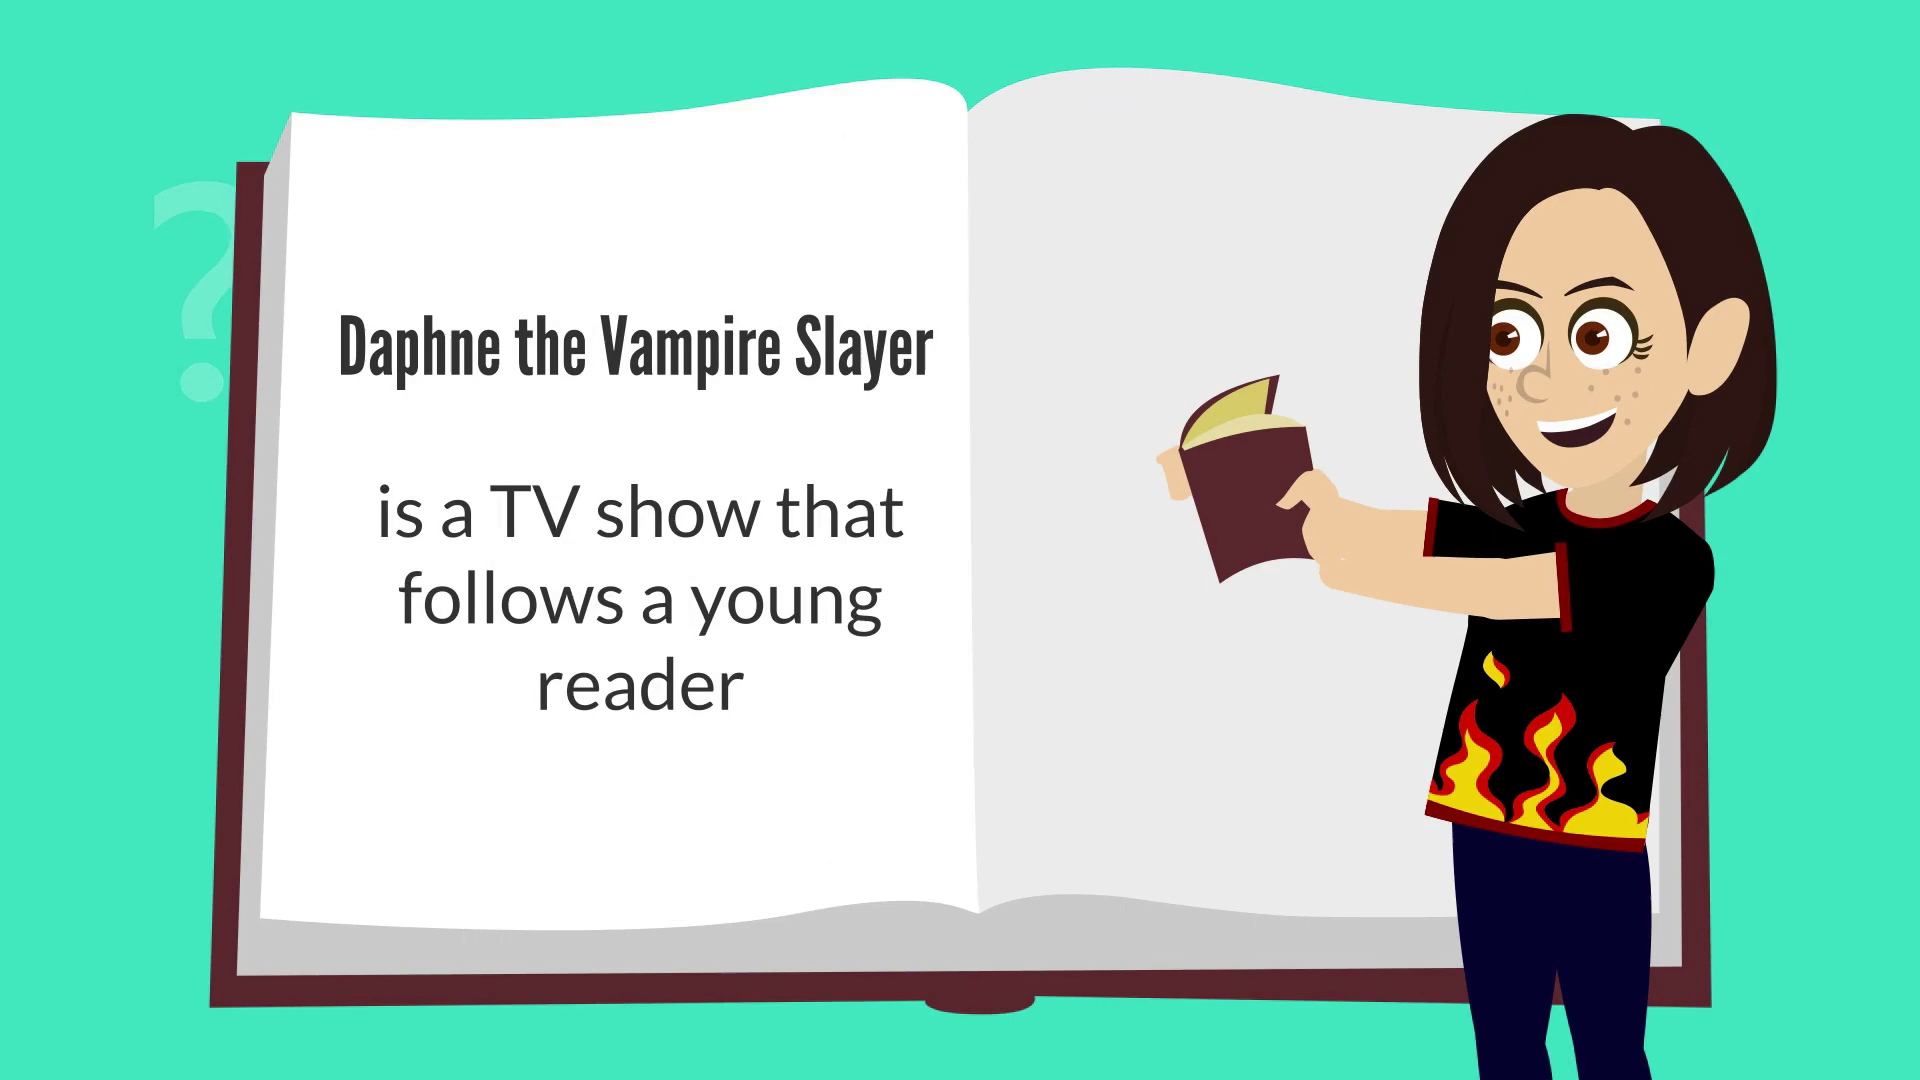 Daphne the Vampire Slayer
is a TV show that
follows a young
reader
?